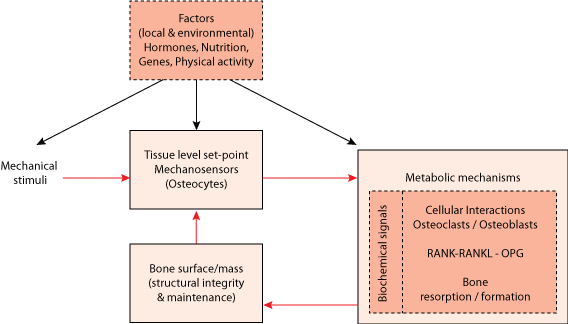 Factors
(local & environmental)
Hormones, Nutrition,
Genes, Physical activity
Mechanical
stimuli
Tissue level set-point
Mechanosensors
(Osteocytes)
Metabolic mechanisms
Biochemical signals
Cellular Interactions
Osteoclasts / Osteoblasts
RANK-RANKL - OPG
Bone
resorption / formation
Bone surface/mass
(structural integrity
& maintenance)